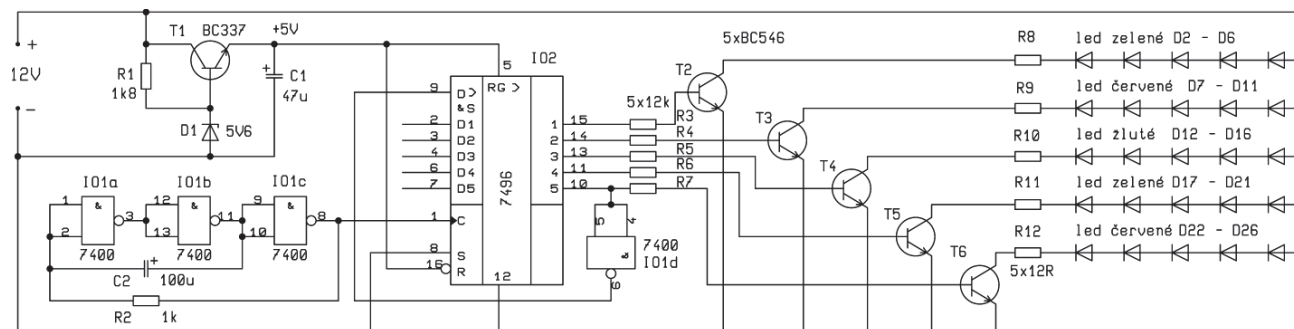 +
12V
-
T1
BC337
+5V
R1
1k8
D1
5V6
+
C1
47u
IO1a
1
2
&
3
7400
IO1b
12
13
&
11
7400
IO1c
9
10
&
8
7400
C2
+
100u
R2
1k
IO2
5
RG >
9
D>
&S
2
D1
3
D2
4
D3
6
D4
7
D5
1
C
8
S
16
R
12
7496
1
15
2
14
3
13
4
11
5
10
5x12k
R3
R4
R5
R6
R7
5
4
&
6
7400
IO1d
5xBC546
T2
T3
T4
T5
T6
R8
led zelené D2 - D6
R9
led červené D7 - D11
R10
led žluté D12 - D16
R11
led zelené D17 - D21
R12
led červené D22 - D26
5x12R